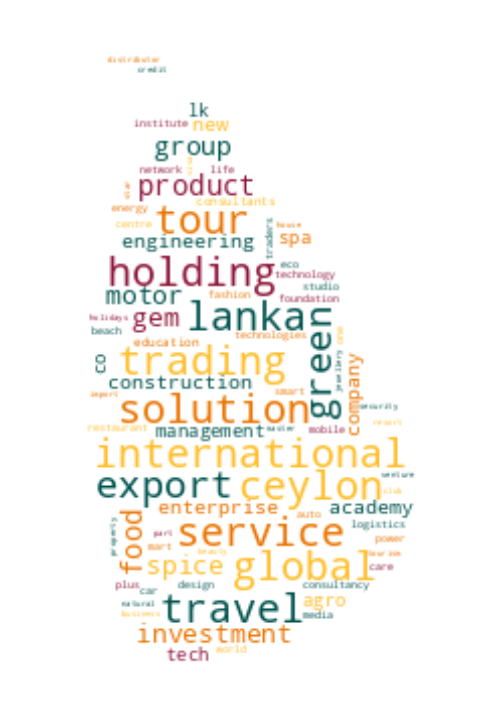 distributor
credit
lk
institute new
group
network life
product
consultants
energy
centre tour traders house
engineering spa
holding eco
technology
motor fashion studio
foundation
holidays gem lankan
beach technologies
education one
co trading green jewellery
construction company
import smart
solution security
restaurant management easier mobile resort
international
export ceylon venture
club
enterprise auto academy
property food part service logistics
mart power
beauty tourism
spice global care
plus car design consultancy
natural travel agro
business media
investment
tech world